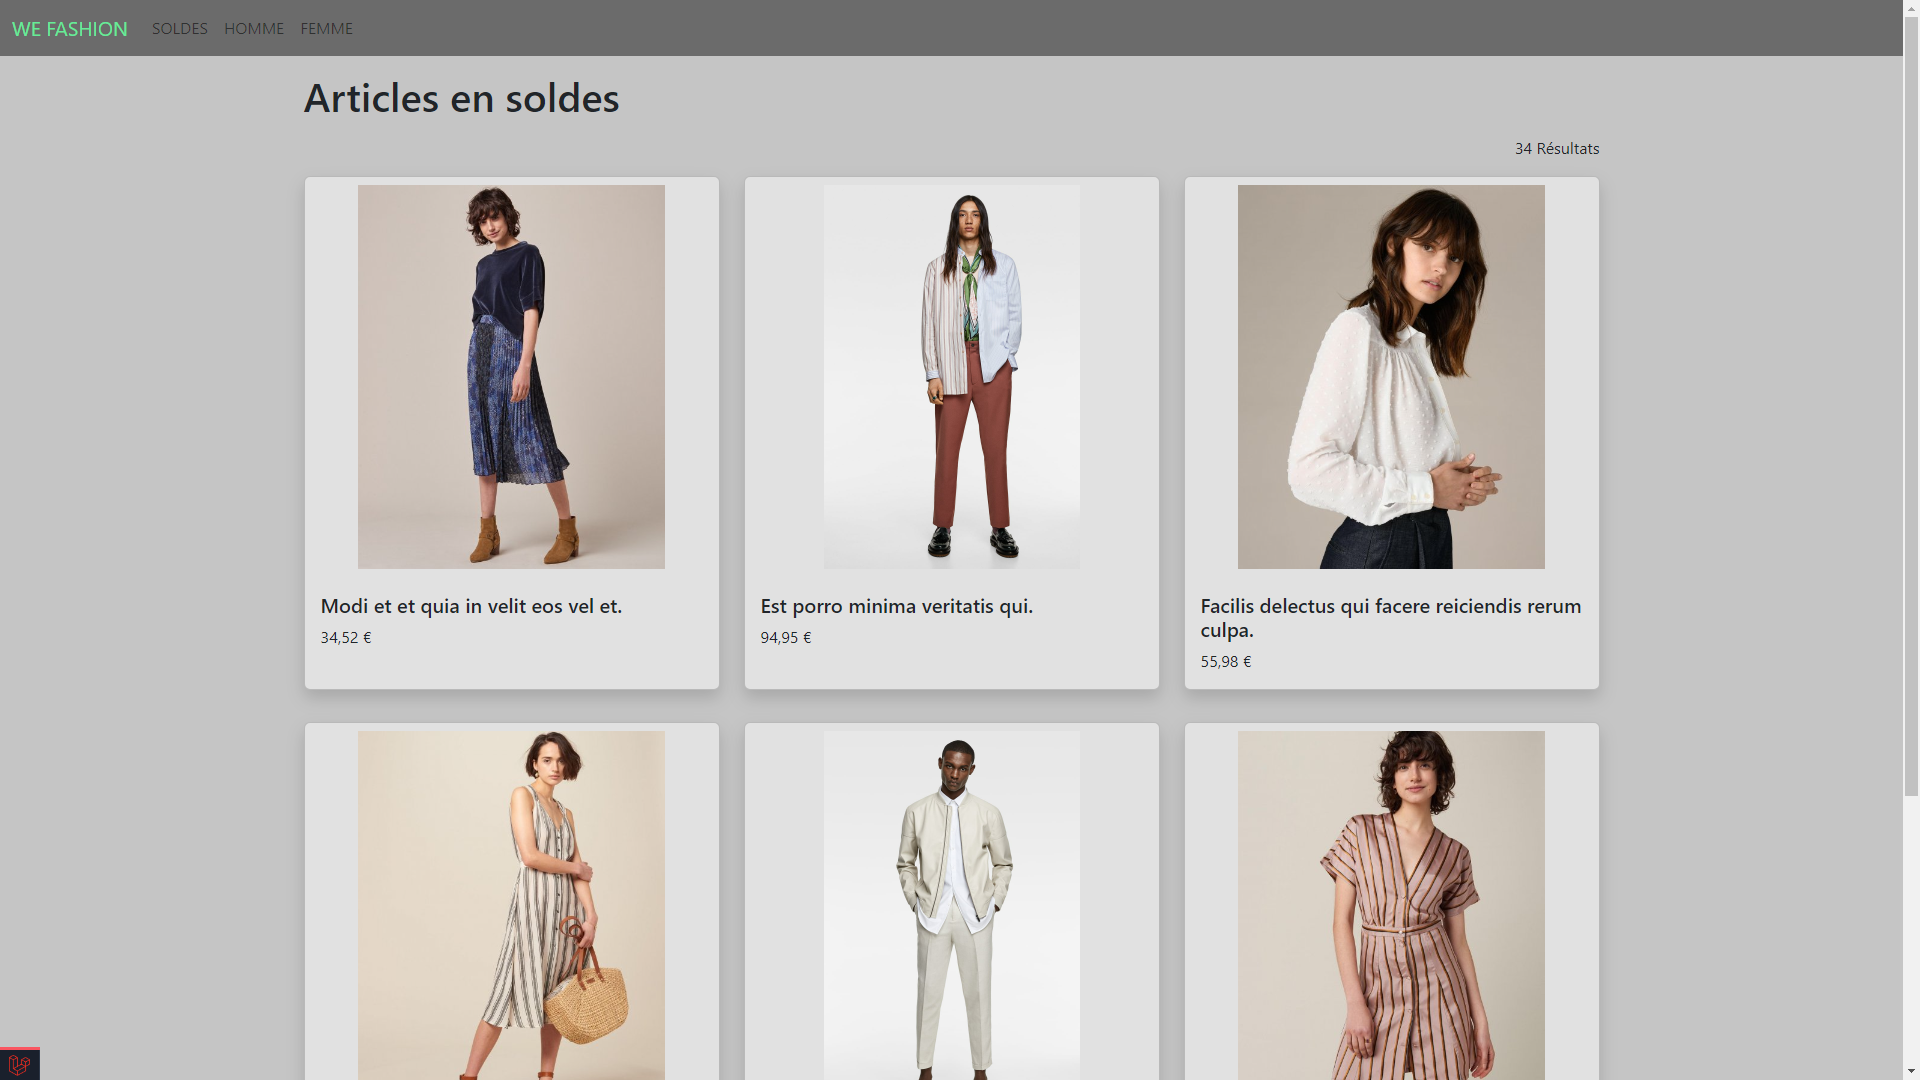 WE FASHION SOLDES HOMME FEMME
Articles en soldes
34 Résultats
Modi et et quia in velit eos vel et.
34,52 €
Est porro minima veritatis qui.
94,95 €
Facilis delectus qui facere reiciendis rerum
culpa.
55,98 €